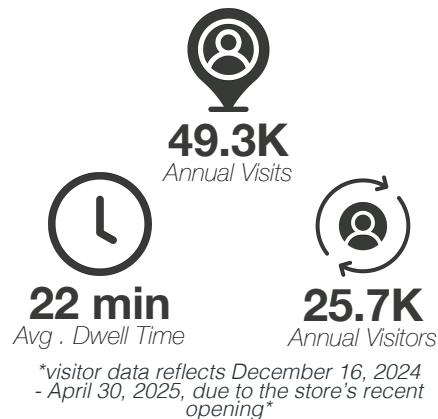 49.3K
Annual Visits
22 min
Avg . Dwell Time
25.7K
Annual Visitors
*visitor data reflects December 16, 2024
- April 30, 2025, due to the store's recent
opening*